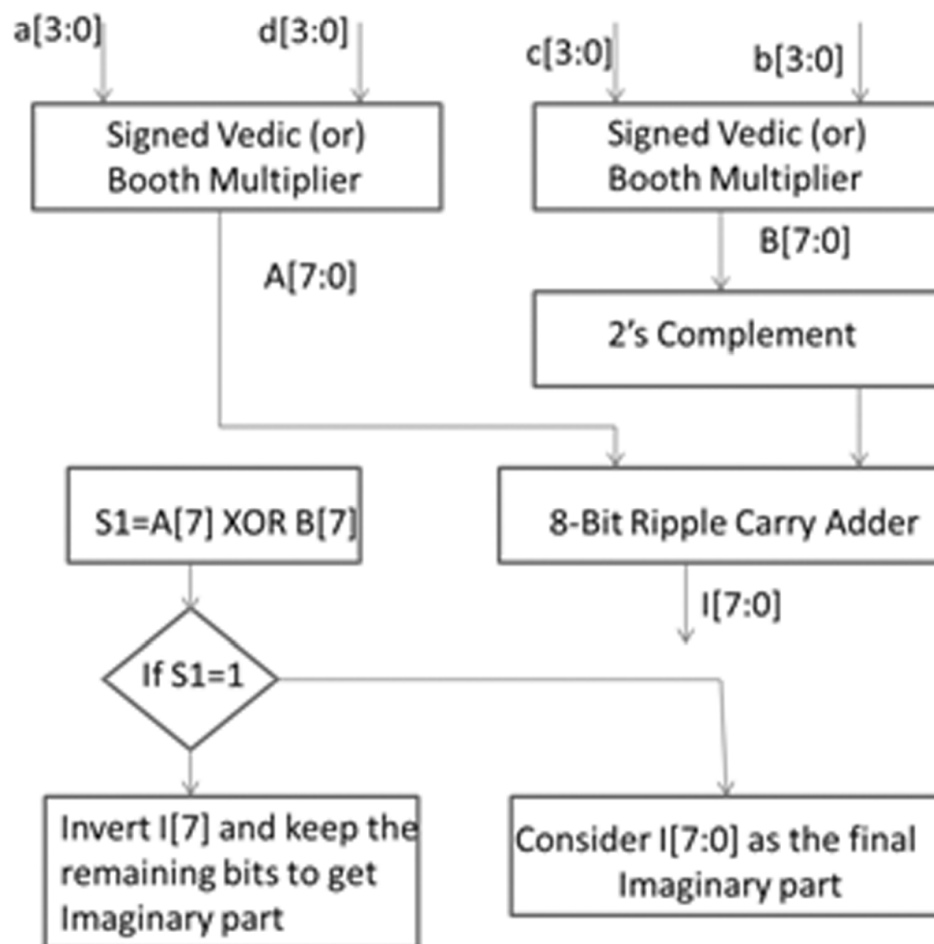 a[3:0]
d[3:0]
c[3:0]
b[3:0]
Signed Vedic (or)
Booth Multiplier
Signed Vedic (or)
Booth Multiplier
A[7:0]
B[7:0]
2's Complement
S1=A[7] XOR B[7]
8-Bit Ripple Carry Adder
I[7:0]
If S1=1
Invert I[7] and keep the
remaining bits to get
Imaginary part
Consider I[7:0] as the final
Imaginary part